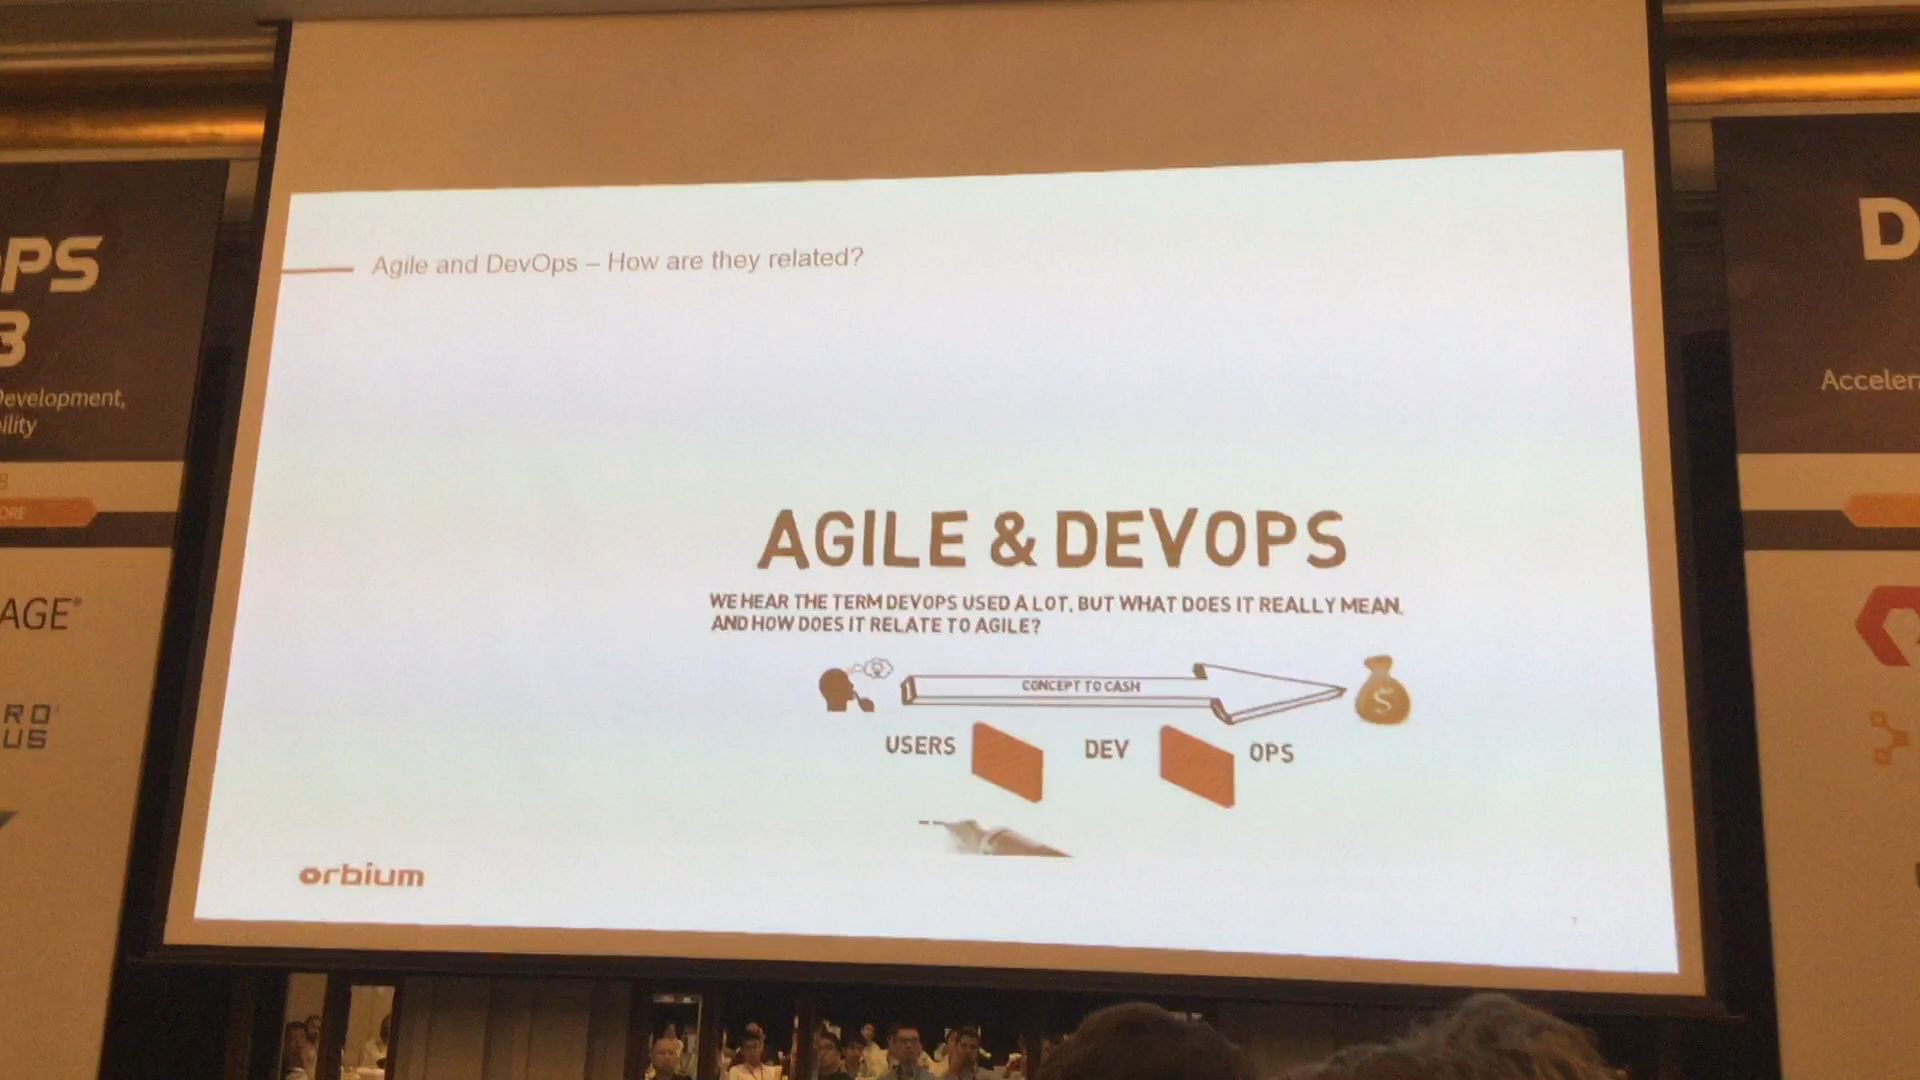 Agile and DevOps – How are they related?
AGILE & DEVOPS
WE HEAR THE TERM DEVOPS USED A LOT, BUT WHAT DOES IT REALLY MEAN,
AND HOW DOES IT RELATE TO AGILE?
CONCEPT TO CASH
$
USERS
DEV
OPS
orbium
7
PS
3
Development,
ility
ORE
AGE®
RO
US
D
Acceler